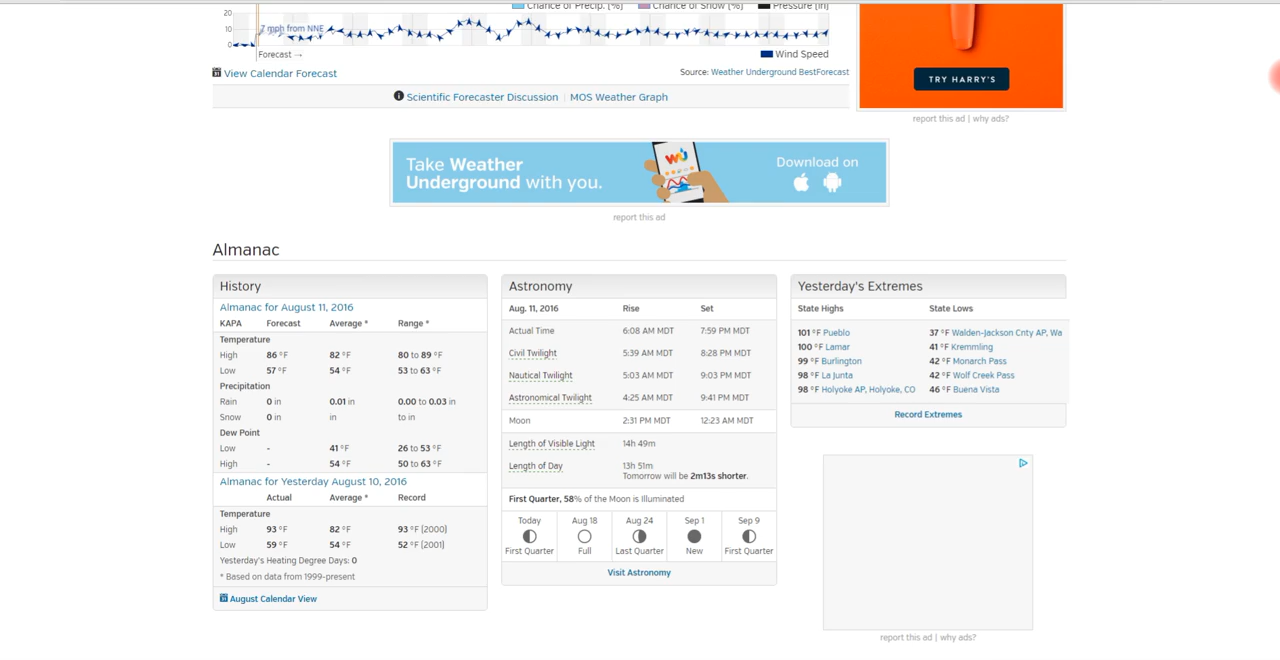 Chance of Precip. [%] Chance of Snow [%] Pressure [in]
20
10
0
7 mph from NNE
Forecast →
Wind Speed
View Calendar Forecast
Source: Weather Underground BestForecast
Scientific Forecaster Discussion | MOS Weather Graph
TRY HARRY'S
report this ad | why ads?
Take Weather
Underground with you.
wu
Download on
report this ad
Almanac
History
Almanac for August 11, 2016
KAPA Forecast Average * Range *
Temperature
High 86 °F 82 °F 80 to 89 °F
Low 57 °F 54 °F 53 to 63 °F
Precipitation
Rain 0 in 0.01 in 0.00 to 0.03 in
Snow 0 in in to in
Dew Point
Low - 41 °F 26 to 53 °F
High - 54 °F 50 to 63 °F
Almanac for Yesterday August 10, 2016
Actual Average * Record
Temperature
High 93 °F 82 °F 93 °F (2000)
Low 59 °F 54 °F 52 °F (2001)
Yesterday's Heating Degree Days: 0
* Based on data from 1999-present
August Calendar View
Astronomy
Aug. 11, 2016 Rise Set
Actual Time 6:08 AM MDT 7:59 PM MDT
Civil Twilight 5:39 AM MDT 8:28 PM MDT
Nautical Twilight 5:03 AM MDT 9:03 PM MDT
Astronomical Twilight 4:25 AM MDT 9:41 PM MDT
Moon 2:31 PM MDT 12:23 AM MDT
Length of Visible Light 14h 49m
Length of Day 13h 51m
Tomorrow will be 2m13s shorter.
First Quarter, 58% of the Moon is Illuminated
Today Aug 18 Aug 24 Sep 1 Sep 9
First Quarter Full Last Quarter New First Quarter
Visit Astronomy
Yesterday's Extremes
State Highs State Lows
101 °F Pueblo 37 °F Walden-Jackson Cnty AP, Wa
100 °F Lamar 41 °F Kremmling
99 °F Burlington 42 °F Monarch Pass
98 °F La Junta 42 °F Wolf Creek Pass
98 °F Holyoke AP, Holyoke, CO 46 °F Buena Vista
Record Extremes
report this ad | why ads?